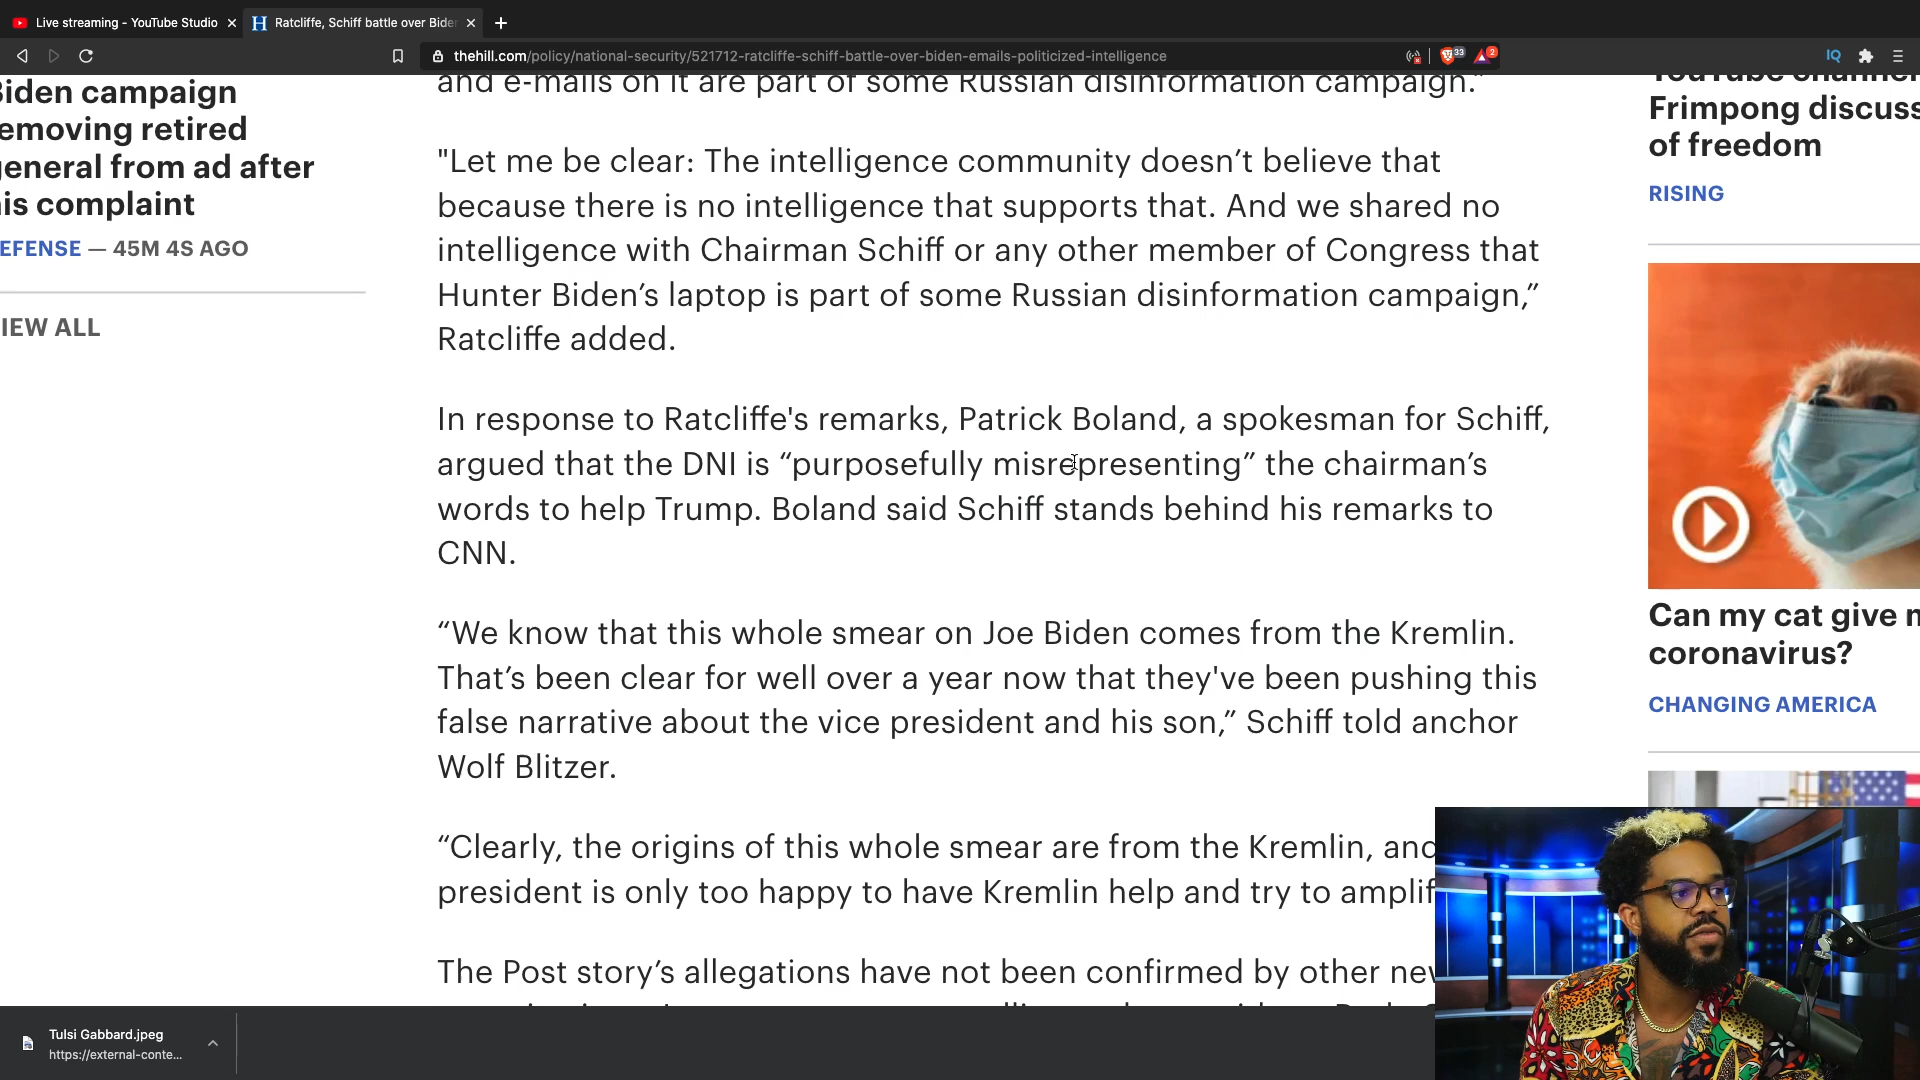 Live streaming - YouTube Studio
Ratcliffe, Schiff battle over Biden
thehill.com/policy/national-security/521712-ratcliffe-schiff-battle-over-biden-emails-politicized-intelligence
33
2
IQ
Biden campaign
removing retired
general from ad after
his complaint
DEFENSE — 45M 4S AGO
VIEW ALL
and e-mails on it are part of some Russian disinformation campaign."
"Let me be clear: The intelligence community doesn’t believe that
because there is no intelligence that supports that. And we shared no
intelligence with Chairman Schiff or any other member of Congress that
Hunter Biden’s laptop is part of some Russian disinformation campaign,”
Ratcliffe added.
In response to Ratcliffe's remarks, Patrick Boland, a spokesman for Schiff,
argued that the DNI is “purposefully misrepresenting” the chairman’s
words to help Trump. Boland said Schiff stands behind his remarks to
CNN.
“We know that this whole smear on Joe Biden comes from the Kremlin.
That’s been clear for well over a year now that they've been pushing this
false narrative about the vice president and his son,” Schiff told anchor
Wolf Blitzer.
“Clearly, the origins of this whole smear are from the Kremlin, and
president is only too happy to have Kremlin help and try to amplif
The Post story’s allegations have not been confirmed by other new
YouTube channel
Frimpong discuss
of freedom
RISING
Can my cat give m
coronavirus?
CHANGING AMERICA
Tulsi Gabbard.jpeg
https://external-conte...